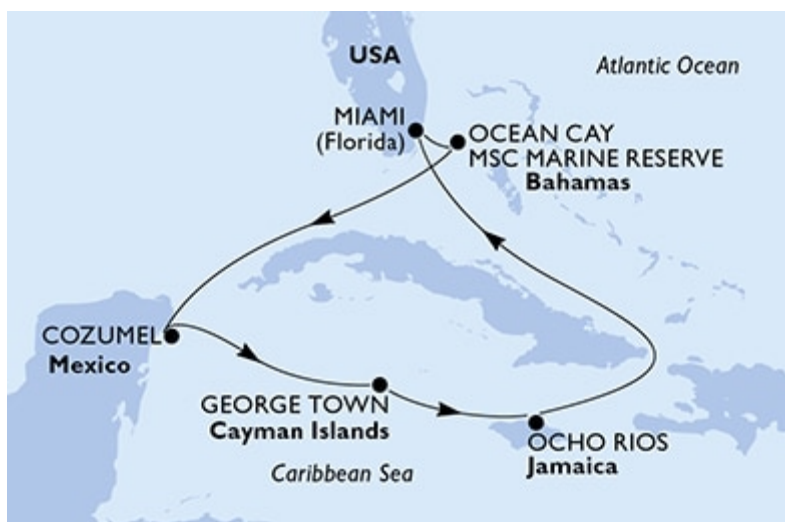 USA
Atlantic Ocean
MIAMI
(Florida)
OCEAN CAY
MSC MARINE RESERVE
Bahamas
COZUMEL
Mexico
GEORGE TOWN
Cayman Islands
OCHO RIOS
Jamaica
Caribbean Sea